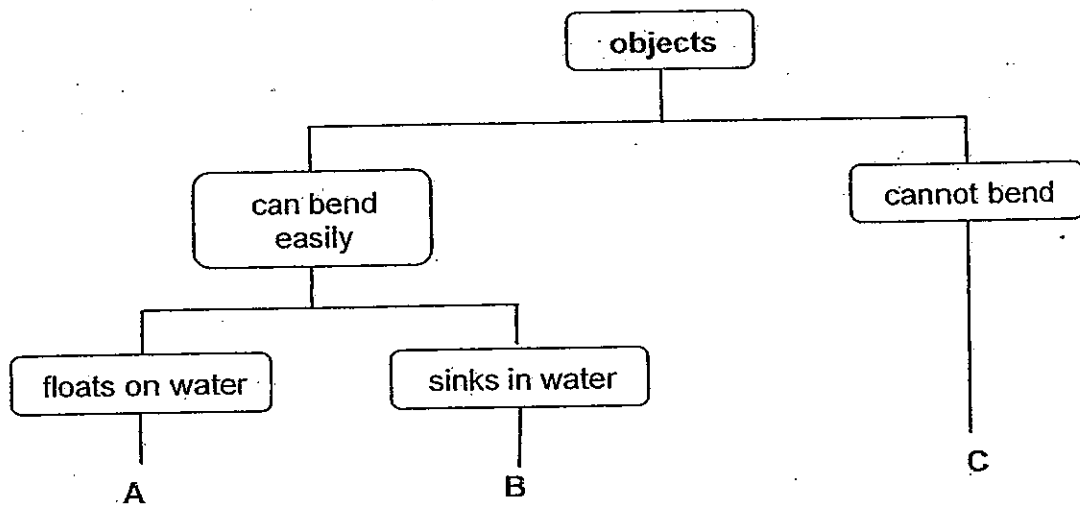 objects
can bend
easily
cannot bend
floats on water
sinks in water
A
B
C